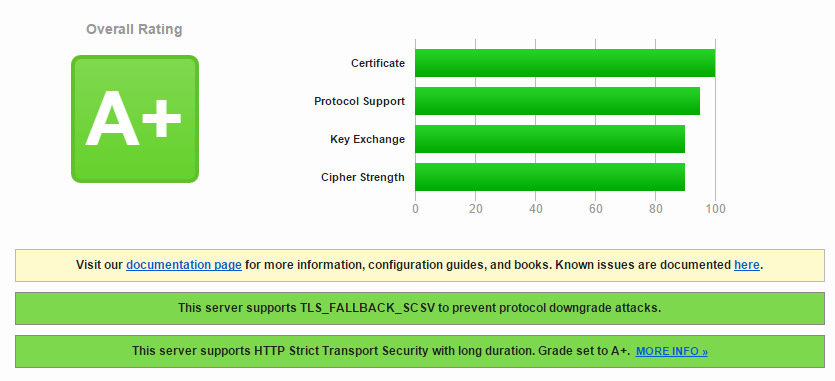 Overall Rating
A+
Certificate
Protocol Support
Key Exchange
Cipher Strength
0 20 40 60 80 100
Visit our documentation page for more information, configuration guides, and books. Known issues are documented here.
This server supports TLS_FALLBACK_SCSV to prevent protocol downgrade attacks.
This server supports HTTP Strict Transport Security with long duration. Grade set to A+. MORE INFO »